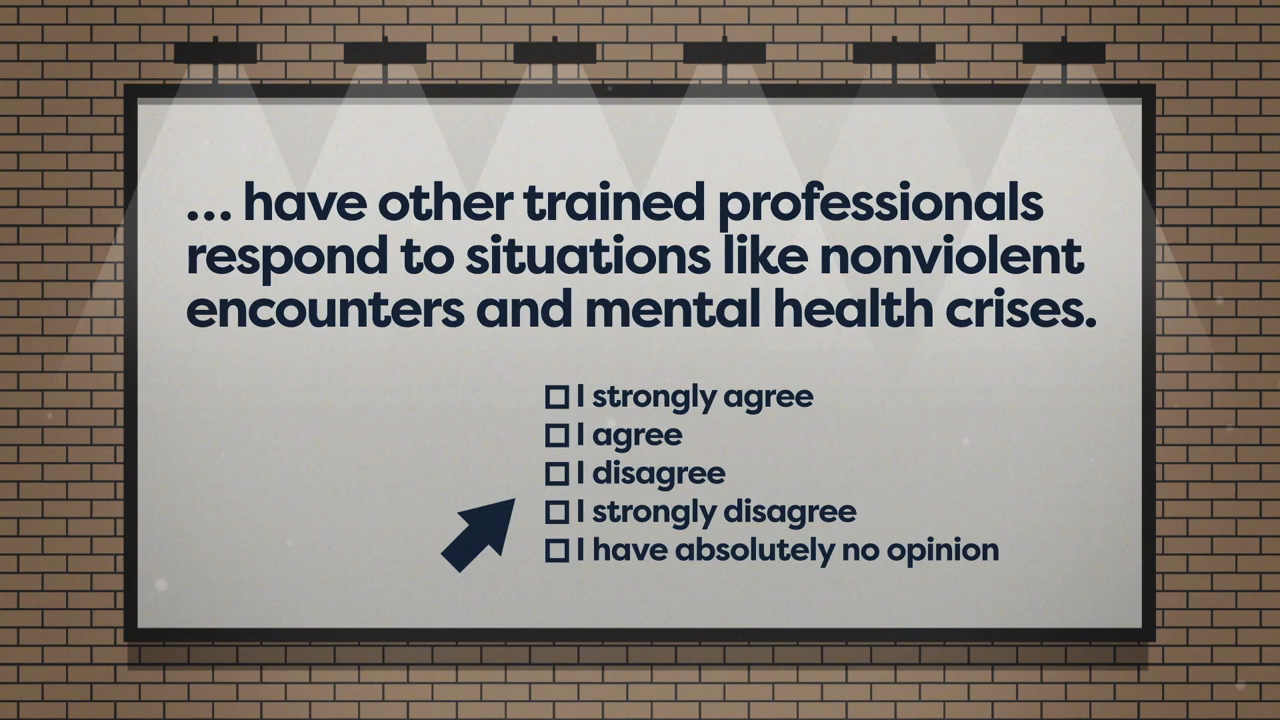 ... have other trained professionals
respond to situations like nonviolent
encounters and mental health crises.
I strongly agree
I agree
I disagree
I strongly disagree
I have absolutely no opinion